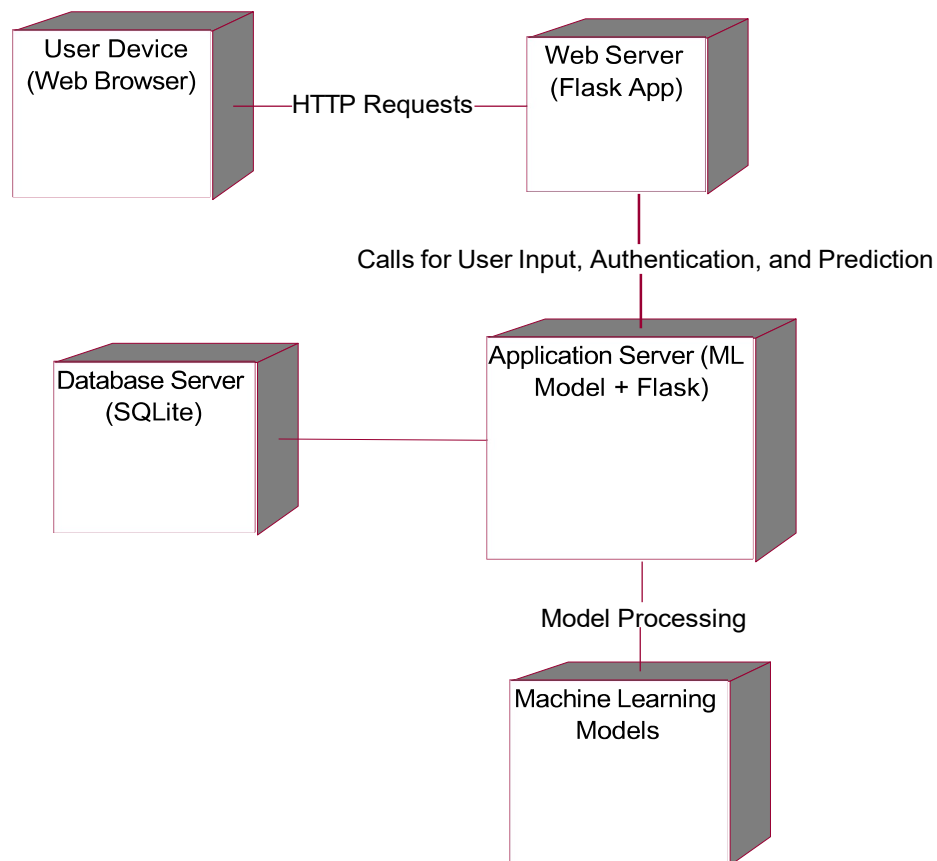 User Device
(Web Browser)
Web Server
(Flask App)
HTTP Requests
Calls for User Input, Authentication, and Prediction
Database Server
(SQLite)
Application Server (ML
Model + Flask)
Model Processing
Machine Learning
Models